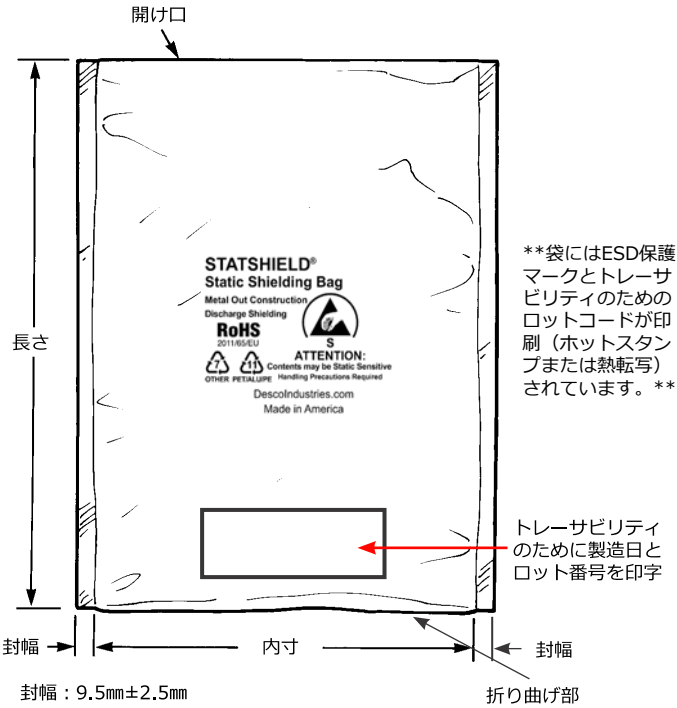 開け口
長さ
STATSHIELD®
Static Shielding Bag
Metal Out Construction
Discharge Shielding
RoHS
2011/65/EU
S
ATTENTION:
7
11
Contents may be Static Sensitive
OTHER PET/ALU/PE Handling Precautions Required
DescoIndustries.com
Made in America
**袋にはESD保護
マークとトレーサ
ビリティのための
ロットコードが印
刷（ホットスタン
プまたは熱転写）
されています。**
トレーサビリティ
のために製造日と
ロット番号を印字
封幅
内寸
封幅
封幅：9.5mm±2.5mm
折り曲げ部